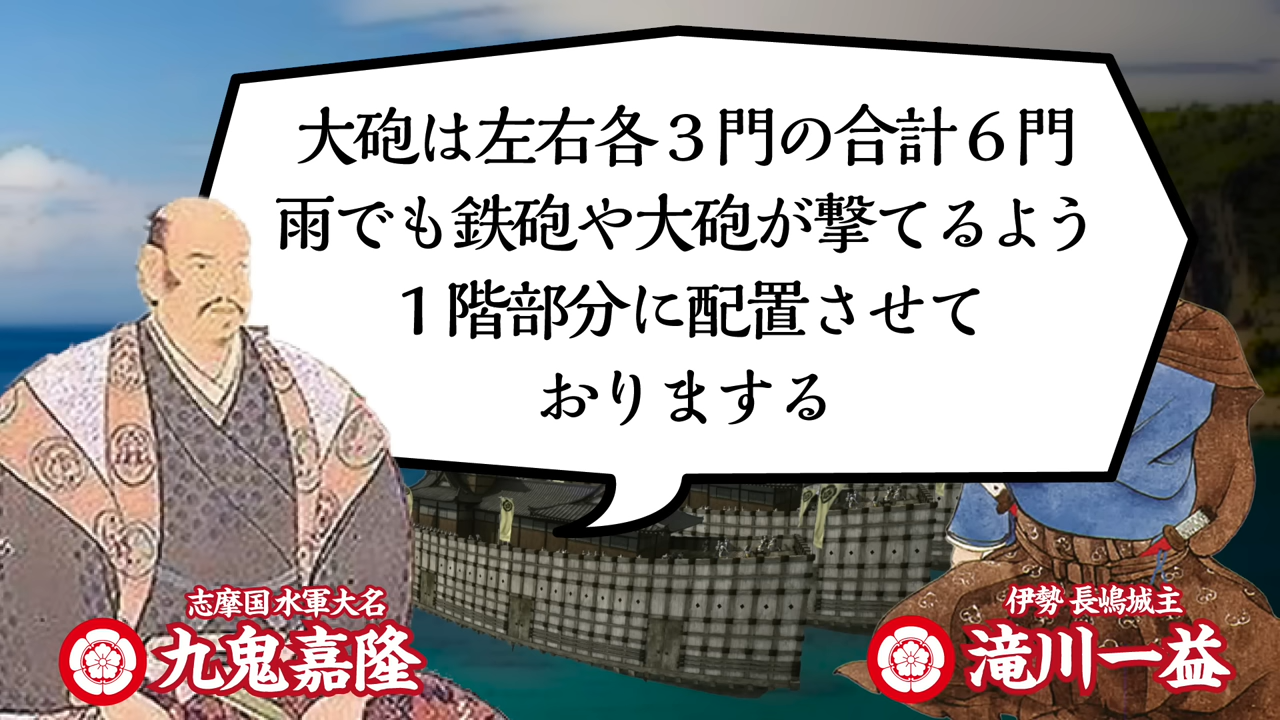 大砲は左右各３門の合計６門
雨でも鉄砲や大砲が撃てるよう
１階部分に配置させて
おりまする
志摩国 水軍大名
九鬼嘉隆
伊勢 長嶋城主
滝川一益